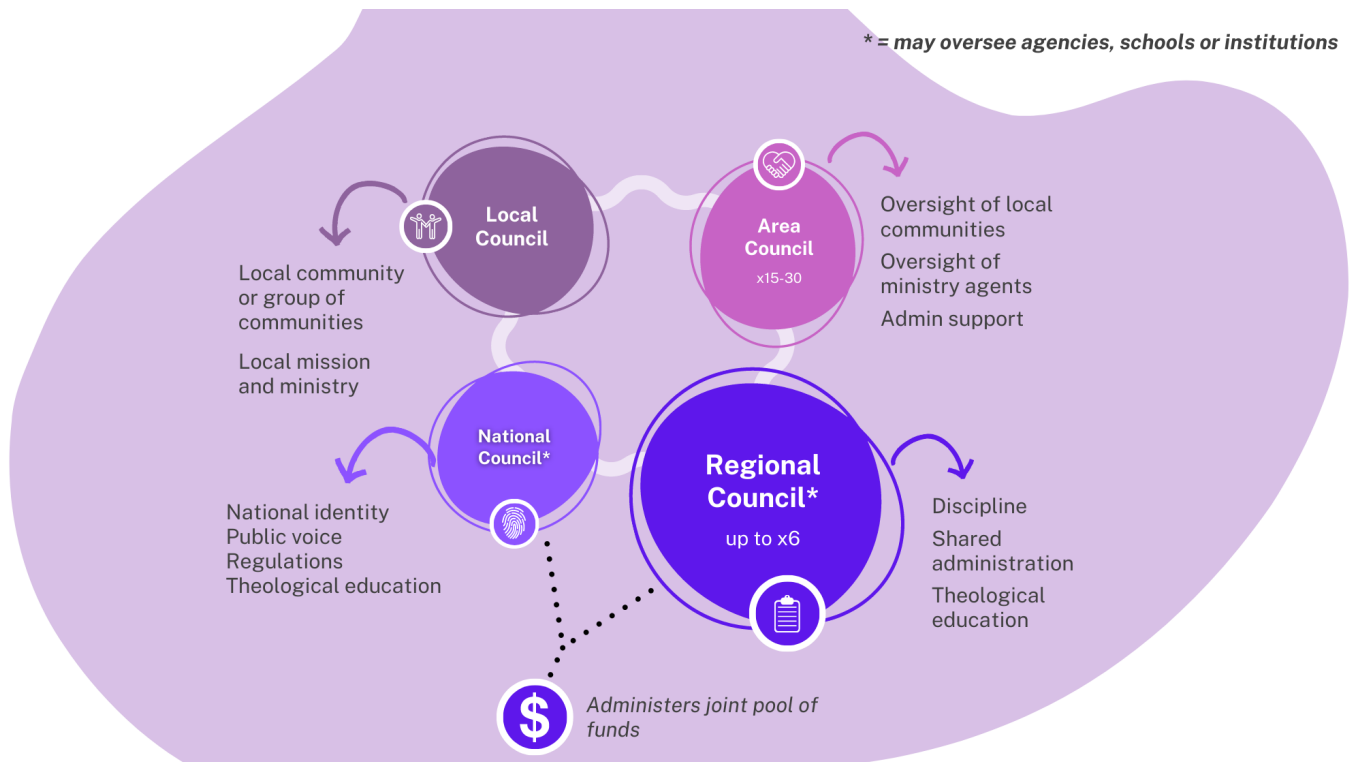 * = may oversee agencies, schools or institutions
Local
Council
Local community
or group of
communities
Local mission
and ministry
Area
Council
x15-30
Oversight of local
communities
Oversight of
ministry agents
Admin support
National
Council*
National identity
Public voice
Regulations
Theological education
Regional
Council*
up to x6
Discipline
Shared
administration
Theological
education
$
Administers joint pool of
funds